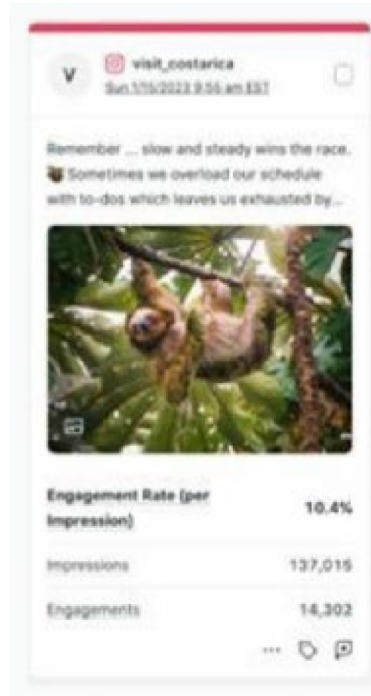 V
visit_costarica
Sun 1/15/2023 9:56 am EST
Remember ... slow and steady wins the race.
🦥 Sometimes we overload our schedule
with to-dos which leaves us exhausted by...
Engagement Rate (per
Impression)
10.4%
Impressions
137,015
Engagements
14,302